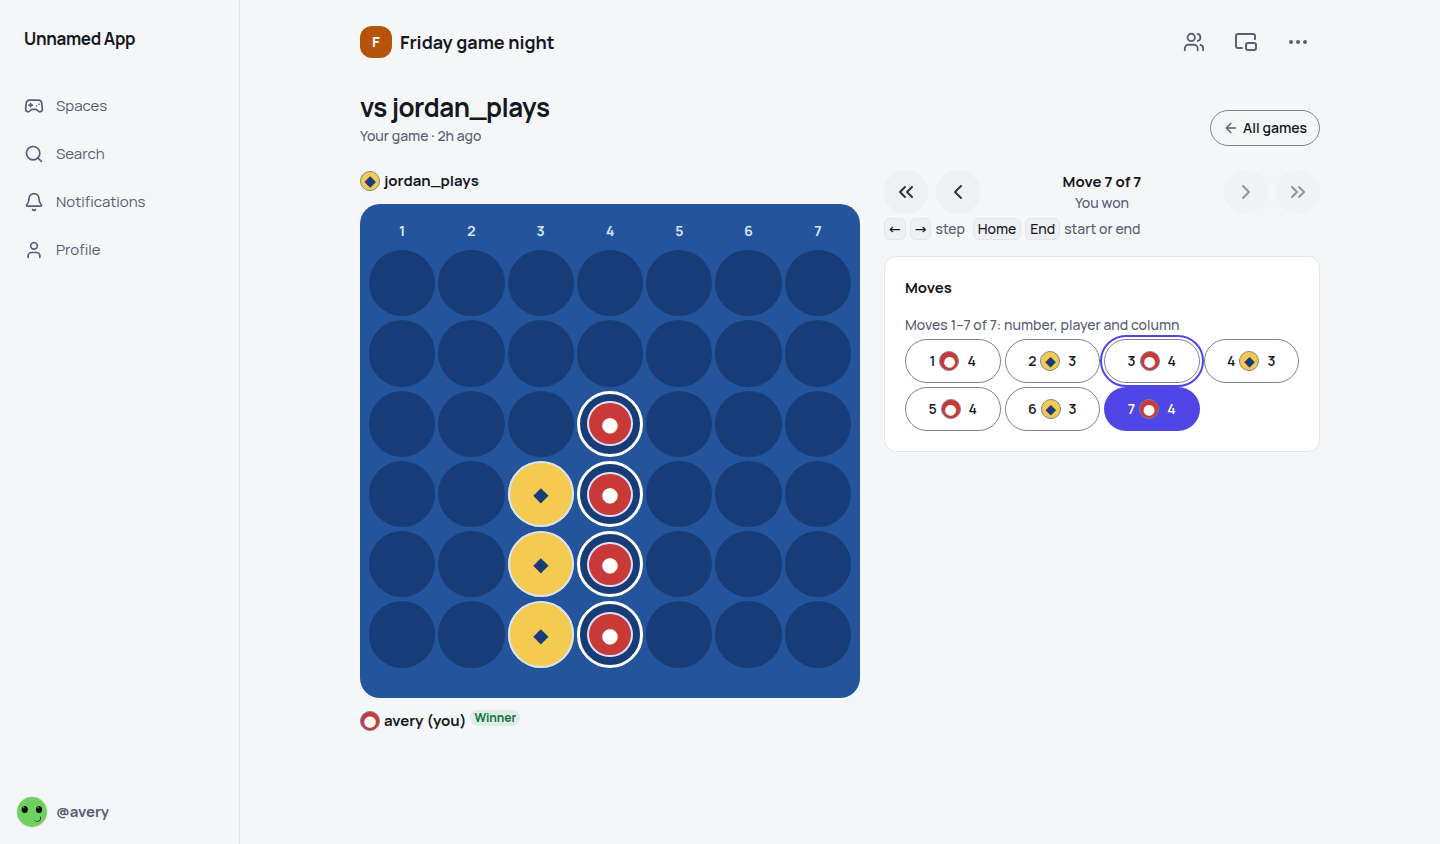 Unnamed App
Spaces
Search
Notifications
Profile
@avery
F Friday game night
vs jordan_plays
Your game · 2h ago
← All games
jordan_plays
1 2 3 4 5 6 7
avery (you) Winner
Move 7 of 7
You won
← → step Home End start or end
Moves
Moves 1–7 of 7: number, player and column
1 4 2 3 3 4 4 3
5 4 6 3 7 4